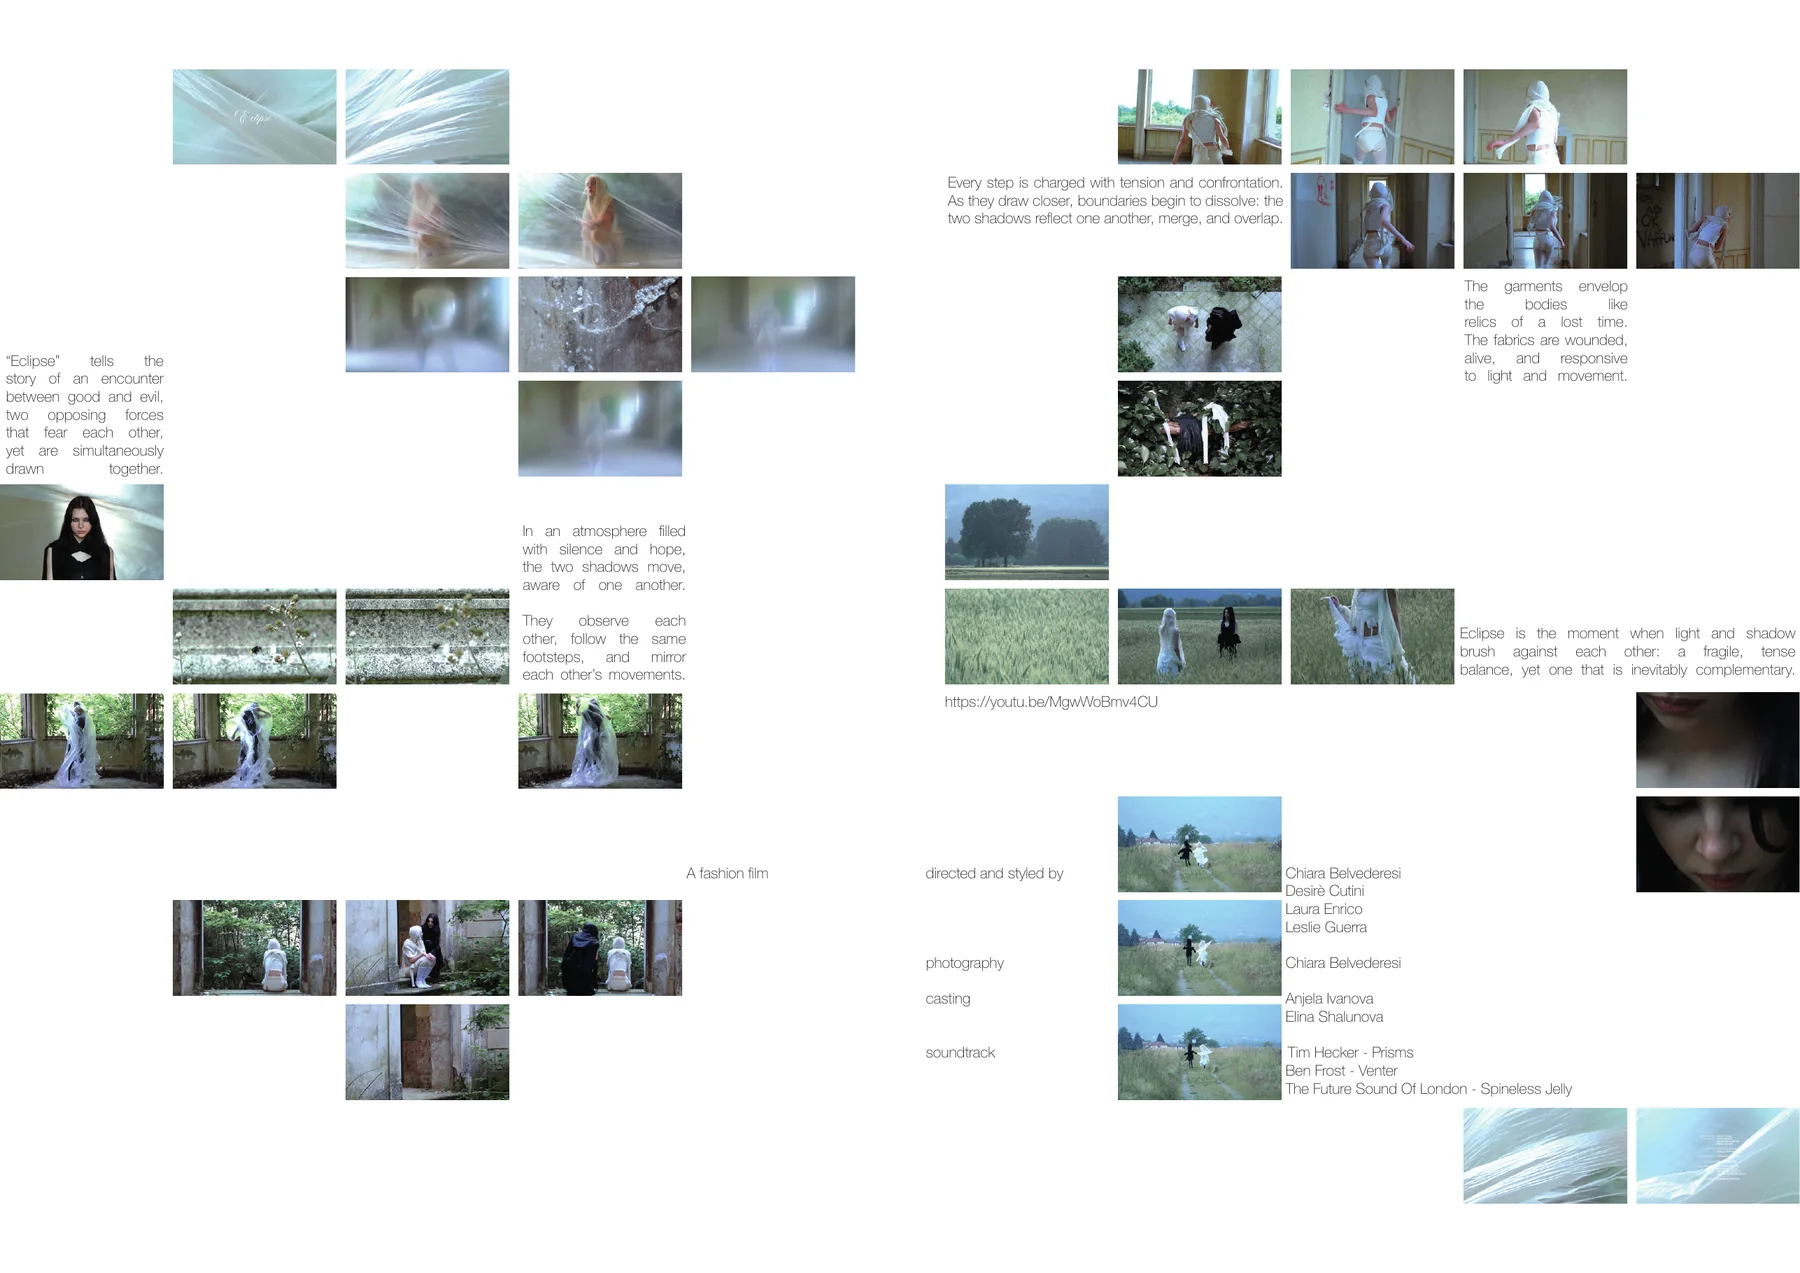 Eclipse
"Eclipse" tells the
story of an encounter
between good and evil,
two opposing forces
that fear each other,
yet are simultaneously
drawn together.
In an atmosphere filled
with silence and hope,
the two shadows move,
aware of one another.
They observe each
other, follow the same
footsteps, and mirror
each other's movements.
Every step is charged with tension and confrontation.
As they draw closer, boundaries begin to dissolve: the
two shadows reflect one another, merge, and overlap.
The garments envelop
the bodies like
relics of a lost time.
The fabrics are wounded,
alive, and responsive
to light and movement.
Eclipse is the moment when light and shadow
brush against each other: a fragile, tense
balance, yet one that is inevitably complementary.
https://youtu.be/MgwWoBmv4CU
A fashion film
directed and styled by
Chiara Belvederesi
Desirè Cutini
Laura Enrico
Leslie Guerra
photography
Chiara Belvederesi
casting
Anjela Ivanova
Elina Shalunova
soundtrack
Tim Hecker - Prisms
Ben Frost - Venter
The Future Sound Of London - Spineless Jelly